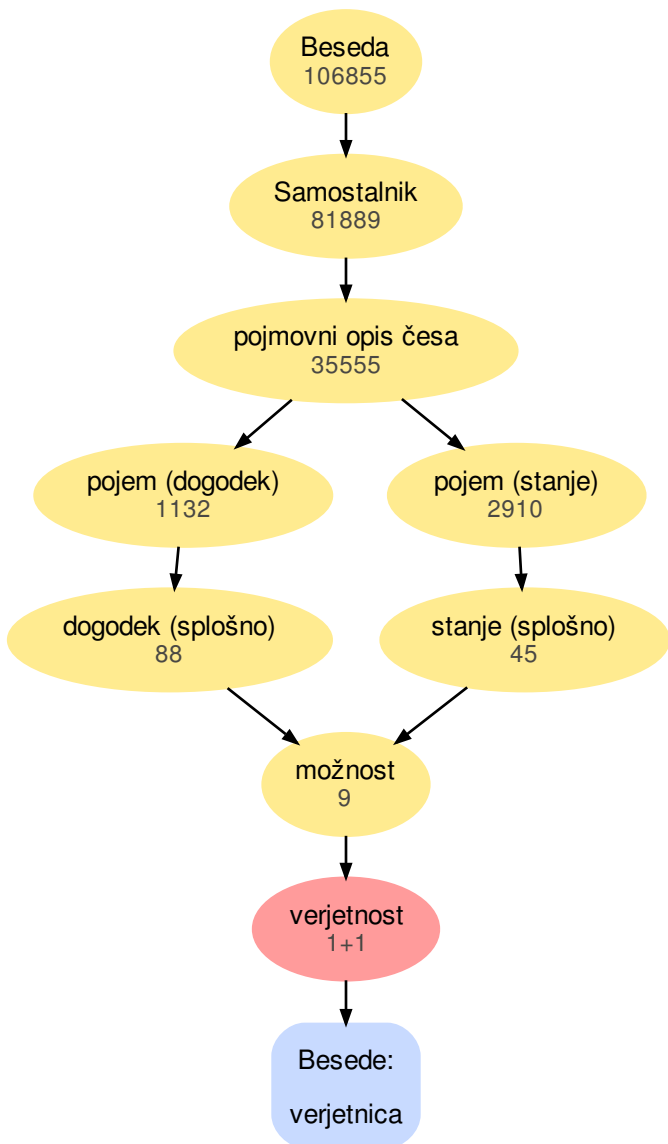 Beseda
106855
Samostalnik
81889
pojmovni opis česa
35555
pojem (dogodek)
1132
pojem (stanje)
2910
dogodek (splošno)
88
stanje (splošno)
45
možnost
9
verjetnost
1+1
Besede:
verjetnica